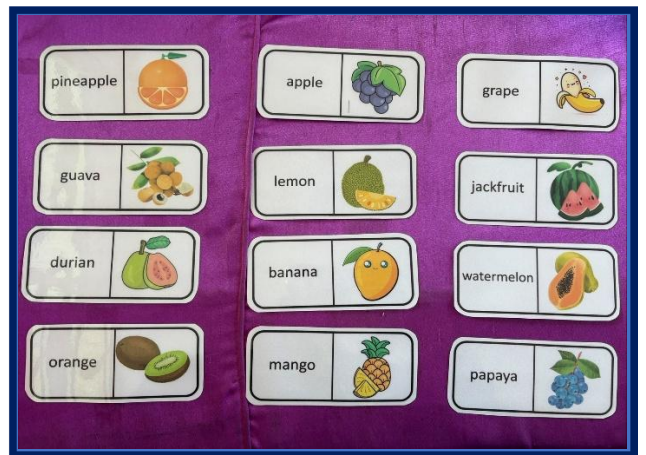 pineapple
apple
grape
guava
lemon
jackfruit
durian
banana
watermelon
orange
mango
papaya